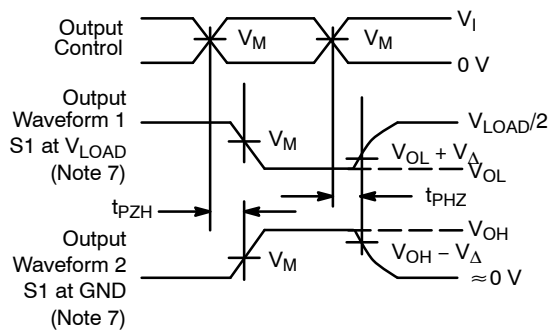 Output
Control
V_M
V_M
V_I
0 V
Output
Waveform 1
S1 at V_LOAD
(Note 7)
V_M
V_LOAD/2
V_OL + V_Δ
V_OL
t_PZH
t_PHZ
Output
Waveform 2
S1 at GND
(Note 7)
V_M
V_OH
V_OH − V_Δ
≈0 V